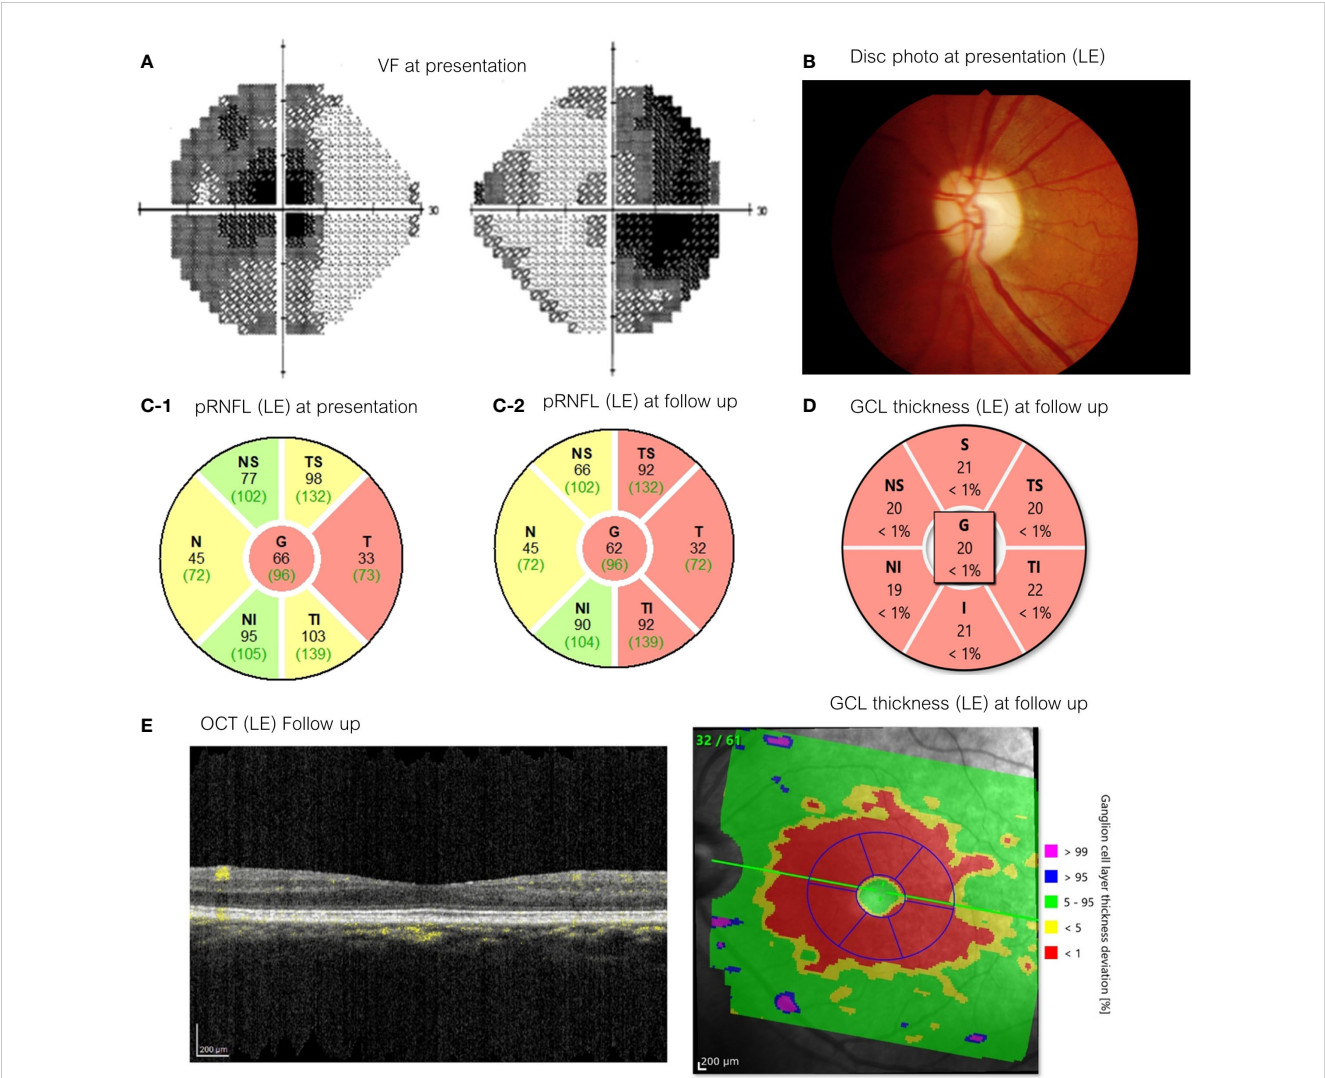 A
VF at presentation
30
30
B
Disc photo at presentation (LE)
C-1
pRNFL (LE) at presentation
NS
77
(102)
TS
98
(132)
N
45
(72)
G
66
(96)
T
33
(73)
NI
95
(105)
TI
103
(139)
C-2
pRNFL (LE) at follow up
NS
66
(102)
TS
92
(132)
N
45
(72)
G
62
(96)
T
32
(72)
NI
90
(104)
TI
92
(139)
D
GCL thickness (LE) at follow up
S
21
< 1%
NS
20
< 1%
TS
20
< 1%
G
20
< 1%
NI
19
< 1%
TI
22
< 1%
I
21
< 1%
E
OCT (LE) Follow up
200 µm
GCL thickness (LE) at follow up
32 / 61
200 µm
> 99
> 95
5 - 95
< 5
< 1
Ganglion cell layer thickness deviation [%]